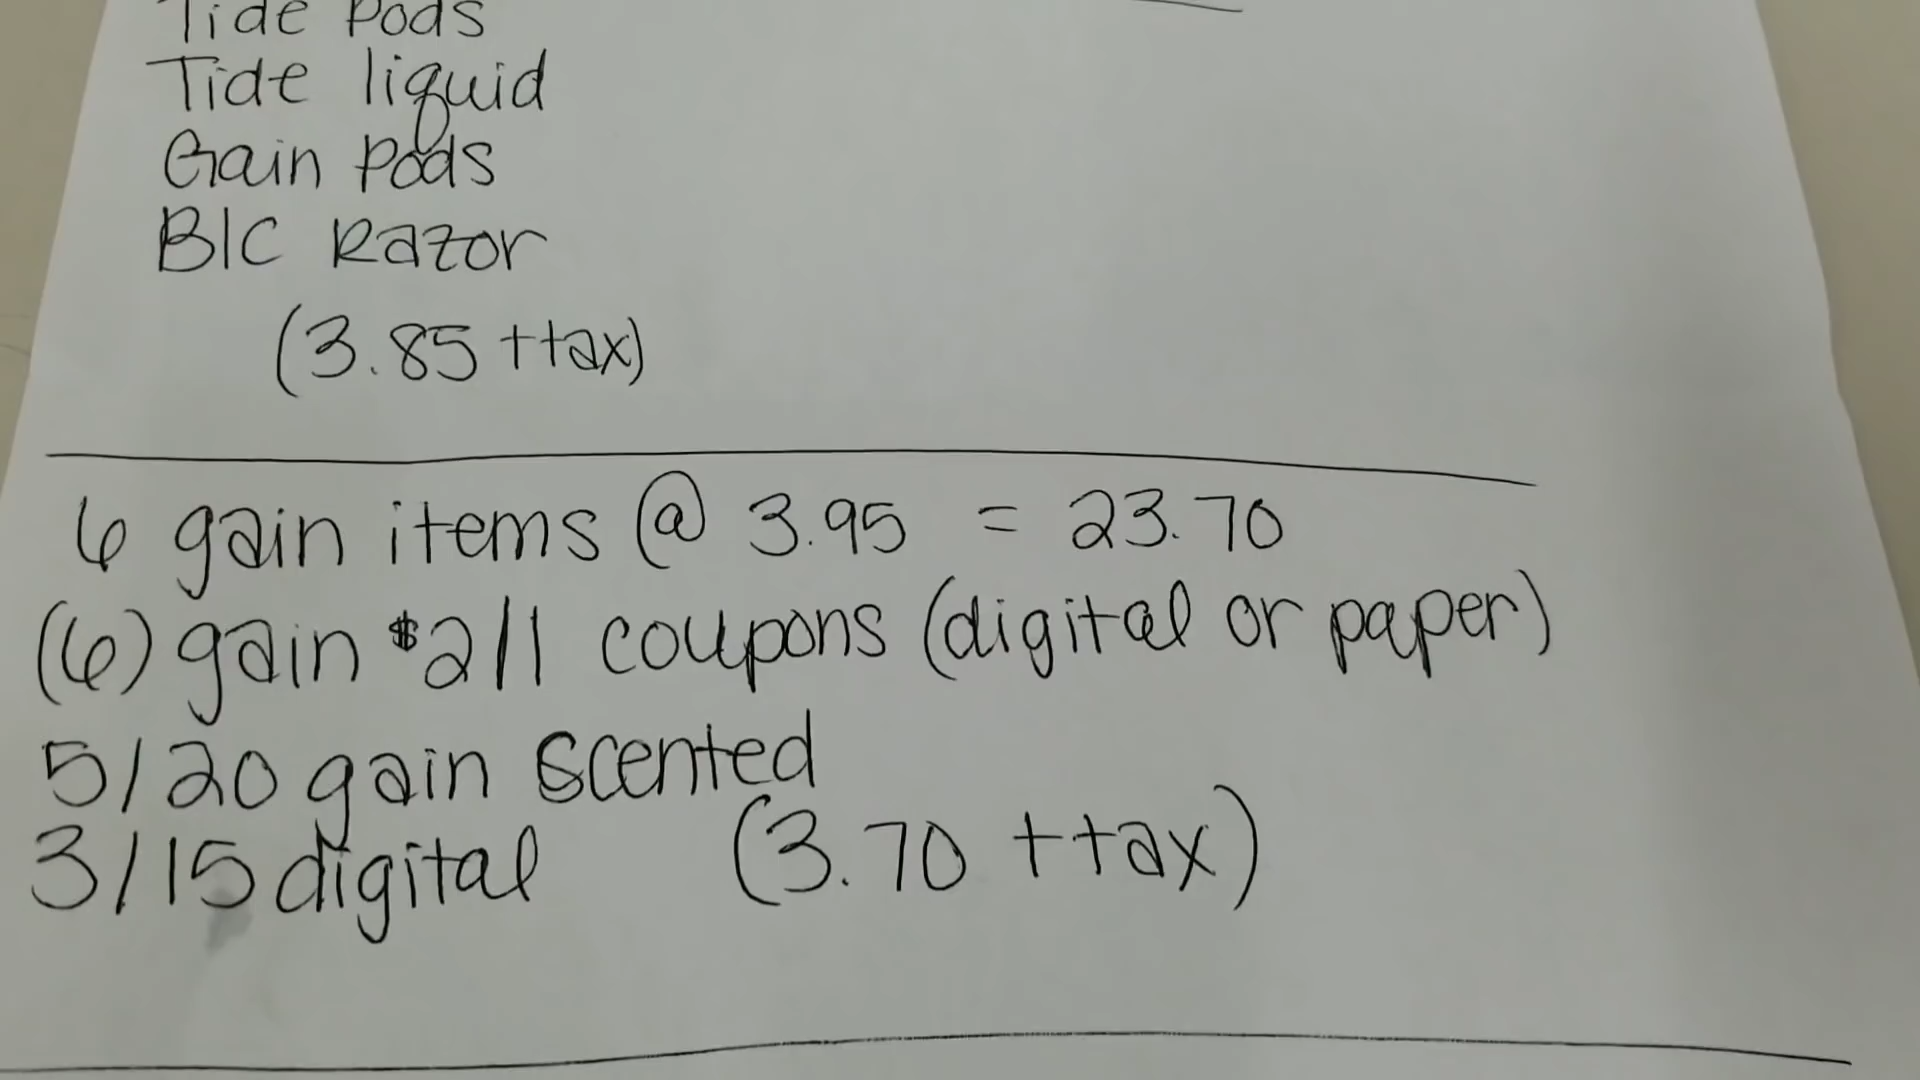 Tide Pods
Tide liquid
Gain Pods
BIC Razor
(3.85 + tax)
6 gain items @ 3.95 = 23.70
(6) gain $2/1 coupons (digital or paper)
5/20 gain scented
3/15 digital (3.70 + tax)